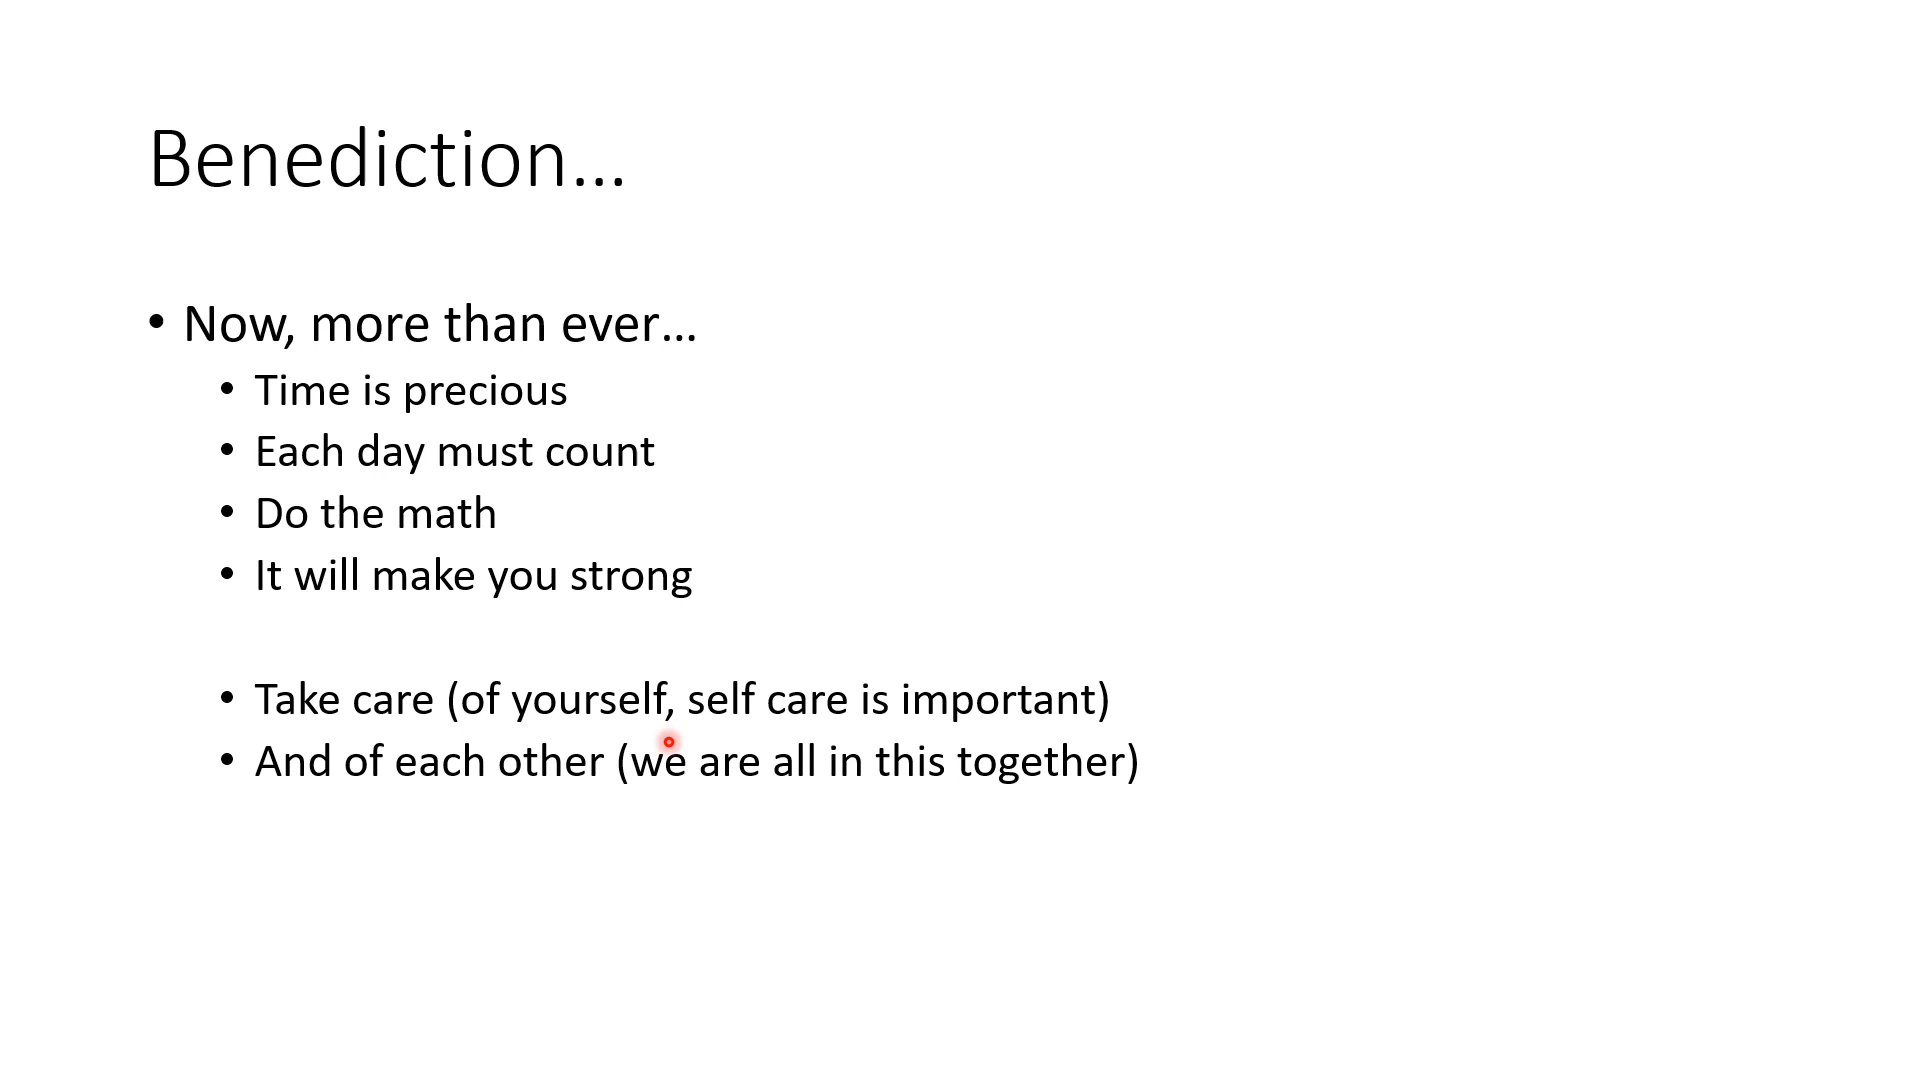 Benediction…
• Now, more than ever…
• Time is precious
• Each day must count
• Do the math
• It will make you strong
• Take care (of yourself, self care is important)
• And of each other (we are all in this together)